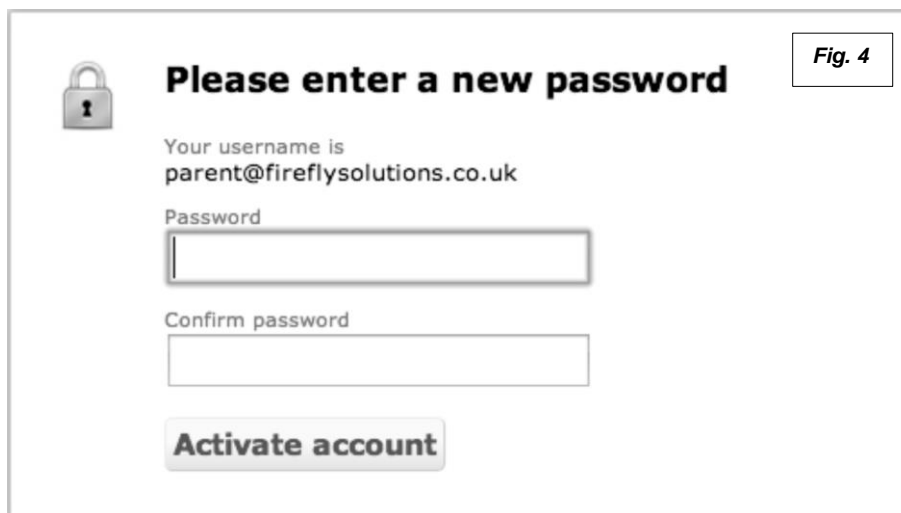 Fig. 4
Please enter a new password
Your username is
parent@fireflysolutions.co.uk
Password
Confirm password
Activate account